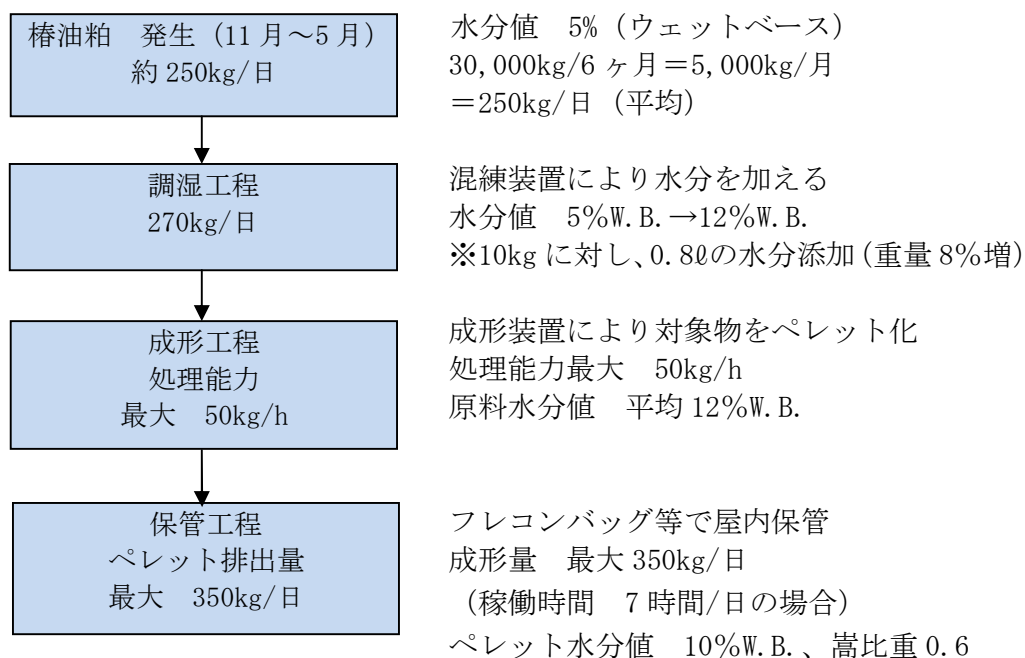 椿油粕 発生 (11月～5月)
約250kg/日
水分値 5% (ウェットベース)
30,000kg/6ヶ月＝5,000kg/月
＝250kg/日 (平均)
調湿工程
270kg/日
混練装置により水分を加える
水分値 5%W.B.→12%W.B.
※10kgに対し、0.8ℓの水分添加(重量8%増)
成形工程
処理能力
最大 50kg/h
成形装置により対象物をペレット化
処理能力最大 50kg/h
原料水分値 平均12%W.B.
保管工程
ペレット排出量
最大 350kg/日
フレコンバッグ等で屋内保管
成形量 最大350kg/日
（稼働時間 7時間/日の場合）
ペレット水分値 10%W.B.、嵩比重0.6